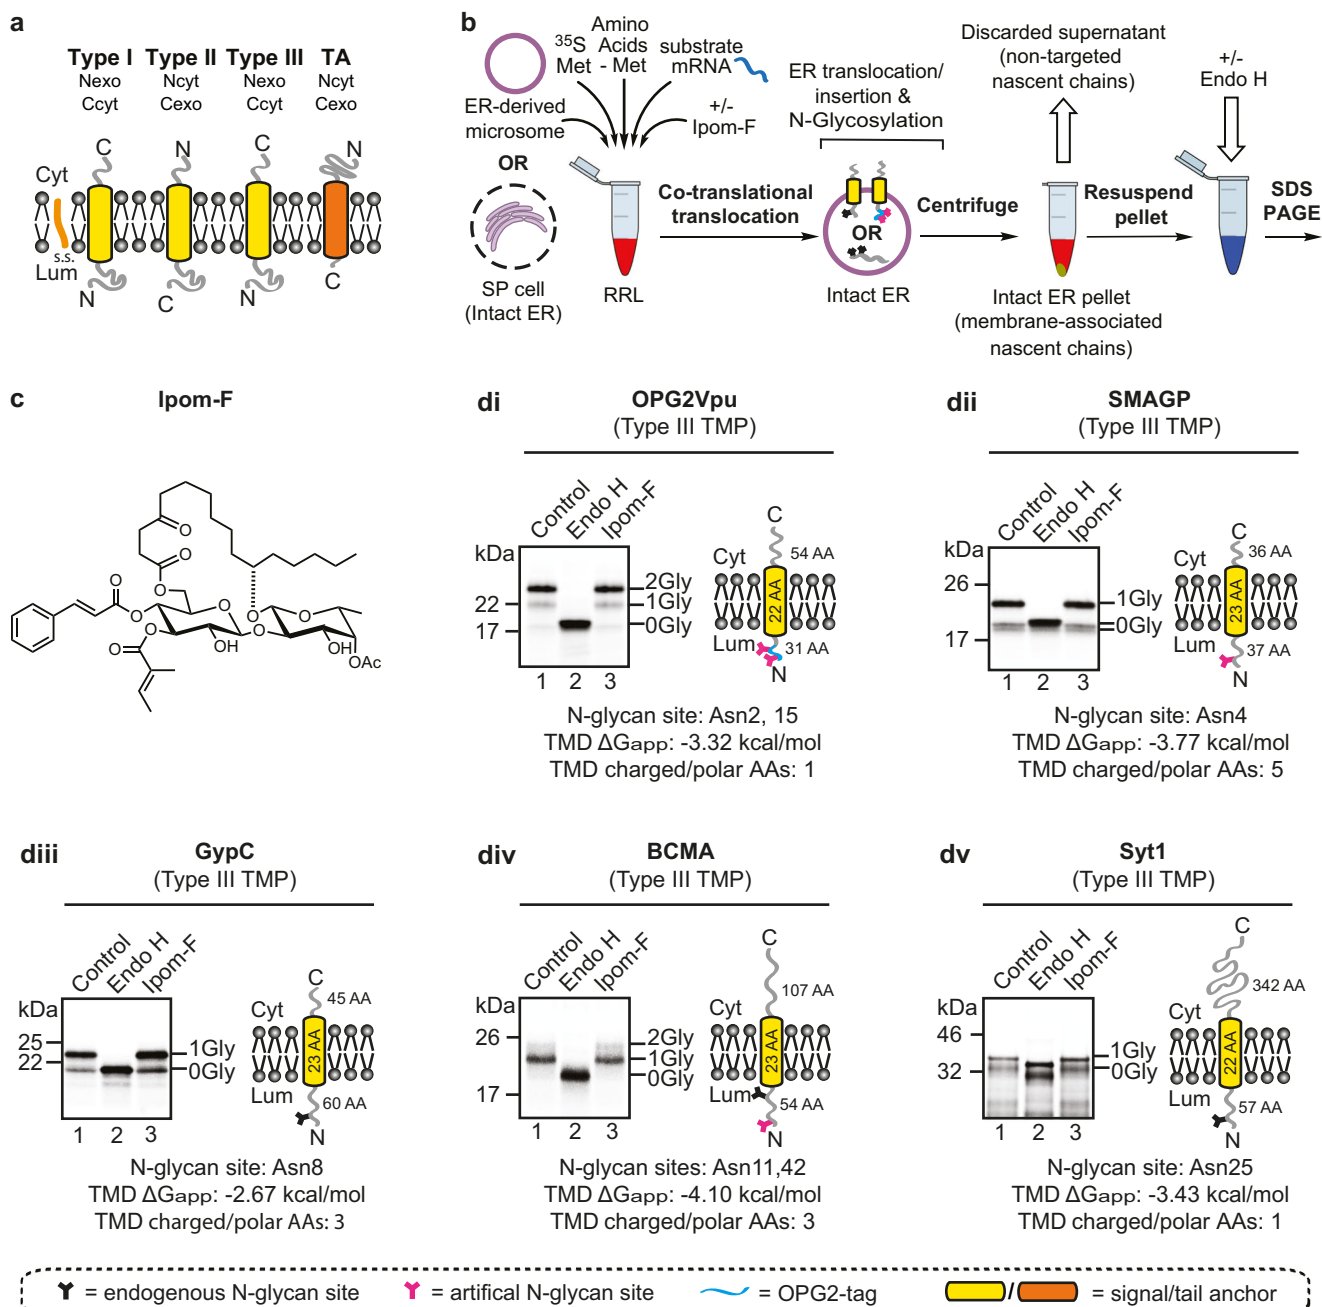 a
Type I Type II Type III TA
Nexo Ncyt Nexo Ncyt
Ccyt Cexo Ccyt Cexo
C N C N
Cyt
s.s.
Lum
N C N C
b
35S
Met
Amino
Acids
- Met
substrate
mRNA
+/-
Ipom-F
ER-derived
microsome
OR
SP cell
(Intact ER)
RRL
Co-translational
translocation
ER translocation/
insertion &
N-Glycosylation
OR
Intact ER
Centrifuge
Discarded supernatant
(non-targeted
nascent chains)
Intact ER pellet
(membrane-associated
nascent chains)
Resuspend
pellet
+/-
Endo H
SDS
PAGE
c
Ipom-F
O
O
O
O
O
O
O
O
O
O
O
O
OH
OH
OAc
di
OPG2Vpu
(Type III TMP)
Control
Endo H
Ipom-F
kDa
22
17
2Gly
1Gly
0Gly
1 2 3
C
Cyt
54 AA
22 AA
Lum
31 AA
N
N-glycan site: Asn2, 15
TMD ΔGapp: -3.32 kcal/mol
TMD charged/polar AAs: 1
dii
SMAGP
(Type III TMP)
Control
Endo H
Ipom-F
kDa
26
17
1Gly
0Gly
1 2 3
C
Cyt
36 AA
23 AA
Lum
37 AA
N
N-glycan site: Asn4
TMD ΔGapp: -3.77 kcal/mol
TMD charged/polar AAs: 5
diii
GypC
(Type III TMP)
Control
Endo H
Ipom-F
kDa
25
22
1Gly
0Gly
1 2 3
C
Cyt
45 AA
23 AA
Lum
60 AA
N
N-glycan site: Asn8
TMD ΔGapp: -2.67 kcal/mol
TMD charged/polar AAs: 3
div
BCMA
(Type III TMP)
Control
Endo H
Ipom-F
kDa
26
17
2Gly
1Gly
0Gly
1 2 3
C
Cyt
107 AA
23 AA
Lum
54 AA
N
N-glycan sites: Asn11,42
TMD ΔGapp: -4.10 kcal/mol
TMD charged/polar AAs: 3
dv
Syt1
(Type III TMP)
Control
Endo H
Ipom-F
kDa
46
32
1Gly
0Gly
1 2 3
C
Cyt
342 AA
22 AA
Lum
57 AA
N
N-glycan site: Asn25
TMD ΔGapp: -3.43 kcal/mol
TMD charged/polar AAs: 1
= endogenous N-glycan site
= artifical N-glycan site
= OPG2-tag
/ = signal/tail anchor